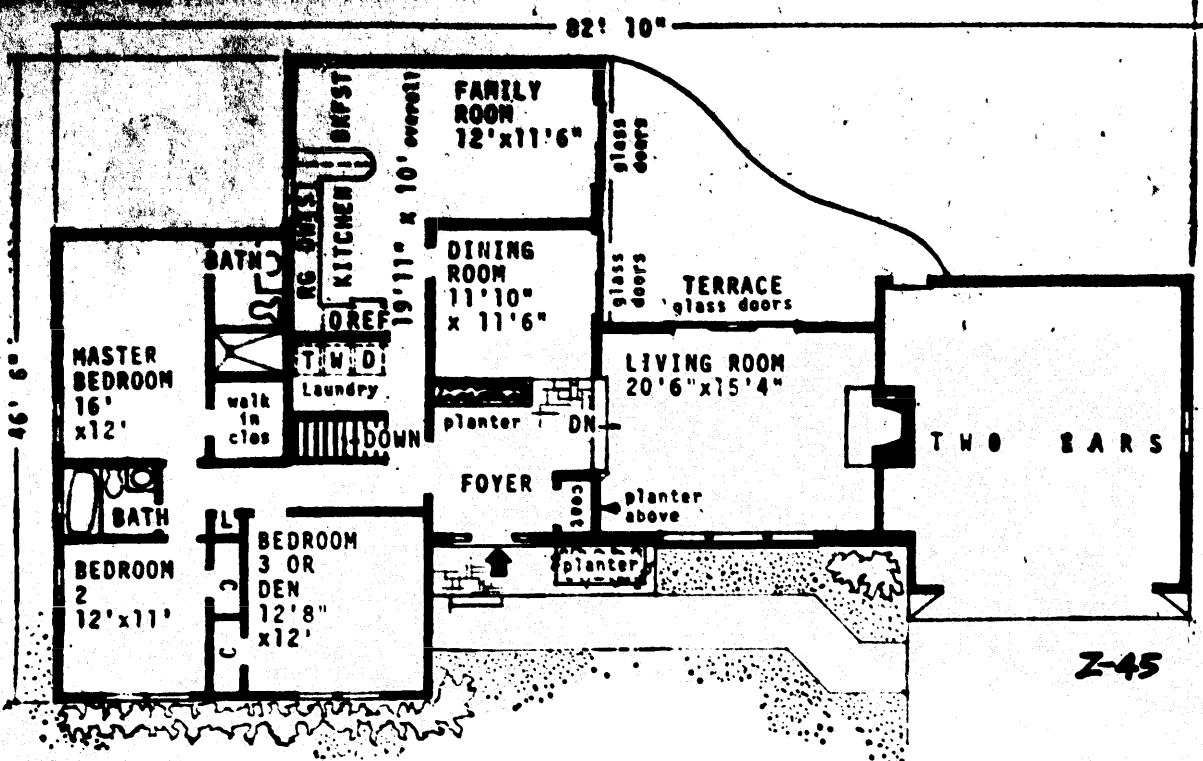 82' 10"
46' 6"
BKFST
KITCHEN
RG
19'11" x 10' overall
FAMILY
ROOM
12'x11'6"
glass
doors
glass
doors
BATH
O REF
DINING
ROOM
11'10"
x 11'6"
TERRACE
glass doors
MASTER
BEDROOM
16'
x12'
walk
in
clos
T W D
Laundry
DOWN
planter
DN
LIVING ROOM
20'6"x15'4"
TWO CARS
BATH
FOYER
coat
planter
above
L
BEDROOM
2
12'x11'
C
C
BEDROOM
3 OR
DEN
12'8"
x12'
planter
Z-45